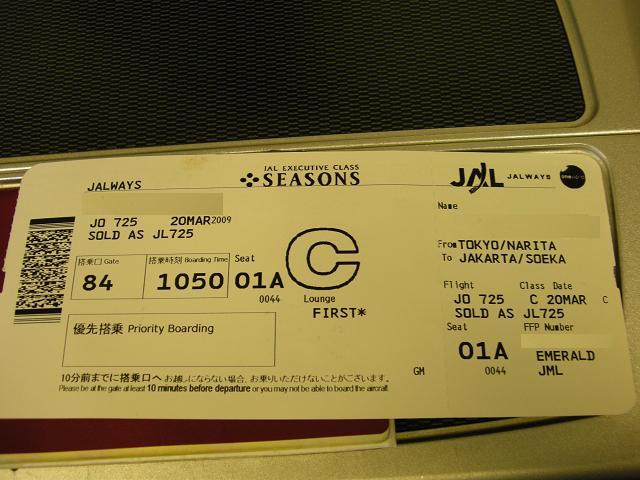 JALWAYS
JAL EXECUTIVE CLASS
SEASONS
JAL JALWAYS
JO 725 20MAR2009
SOLD AS JL725
搭乗口 Gate
84
搭乗時刻 Boarding Time
1050
Seat
01A
0044
C
Lounge
FIRST*
優先搭乗 Priority Boarding
10分前までに搭乗口へ お越しにならない場合、お乗りいただけないことがございます。
Please be at the gate at least 10 minutes before departure or you may not be able to board the aircraft.
Name
From TOKYO/NARITA
To JAKARTA/SOEKA
Flight Class Date
JO 725 C 20MAR C
SOLD AS JL725
Seat FFP Number
01A
0044
EMERALD
GM JML